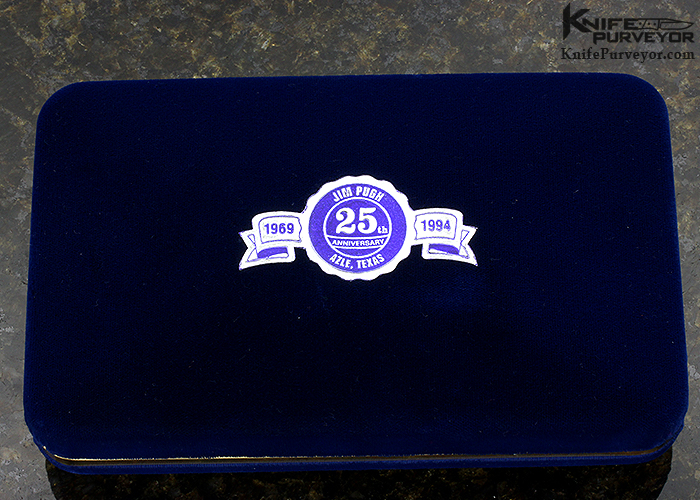 KNIFE
PURVEYOR
KnifePurveyor.com
JIM PUGH
1969
25th
1994
ANNIVERSARY
AZLE, TEXAS